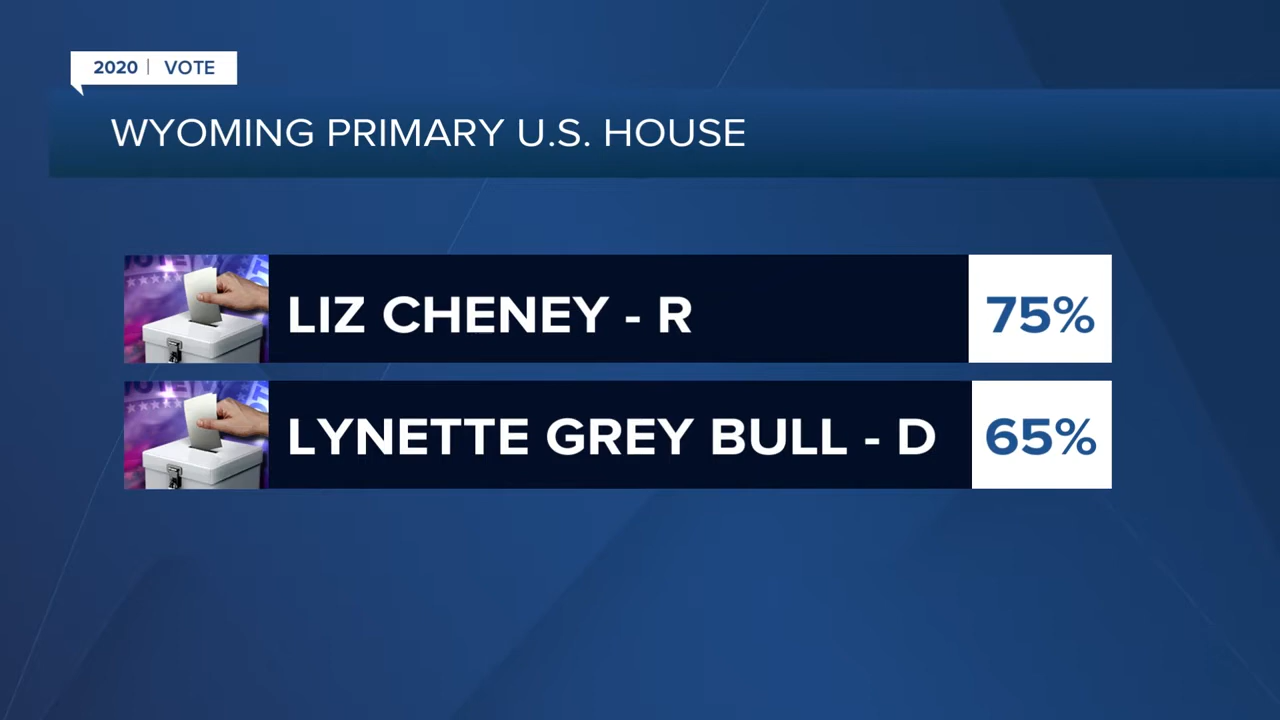 2020 | VOTE
WYOMING PRIMARY U.S. HOUSE
LIZ CHENEY - R 75%
LYNETTE GREY BULL - D 65%